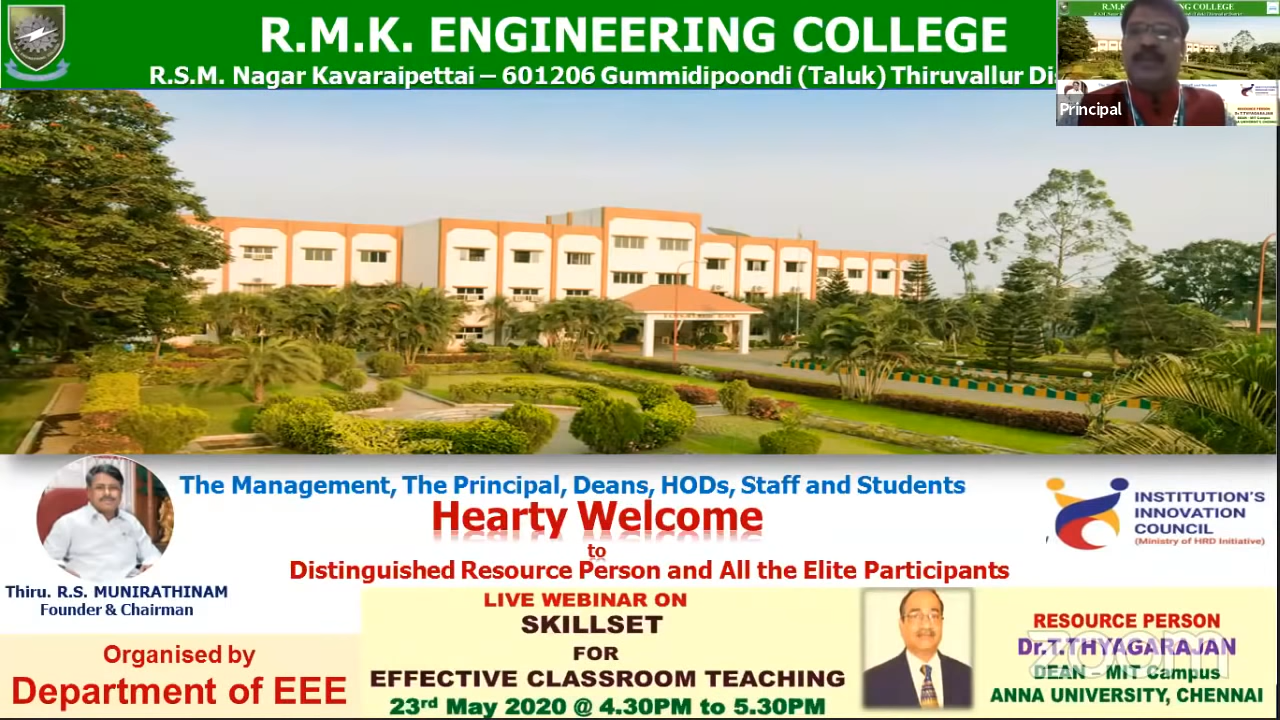 R.M.K. ENGINEERING COLLEGE
R.S.M. Nagar Kavaraipettai – 601206 Gummidipoondi (Taluk) Thiruvallur
Principal
The Management, The Principal, Deans, HODs, Staff and Students
Hearty Welcome
to
Distinguished Resource Person and All the Elite Participants
INSTITUTION'S
INNOVATION
COUNCIL
(Ministry of HRD Initiative)
Thiru. R.S. MUNIRATHINAM
Founder & Chairman
Organised by
Department of EEE
LIVE WEBINAR ON
SKILLSET
FOR
EFFECTIVE CLASSROOM TEACHING
23rd May 2020 @ 4.30PM to 5.30PM
RESOURCE PERSON
Dr.T.THYAGARAJAN
DEAN - MIT Campus
ANNA UNIVERSITY, CHENNAI
zoom